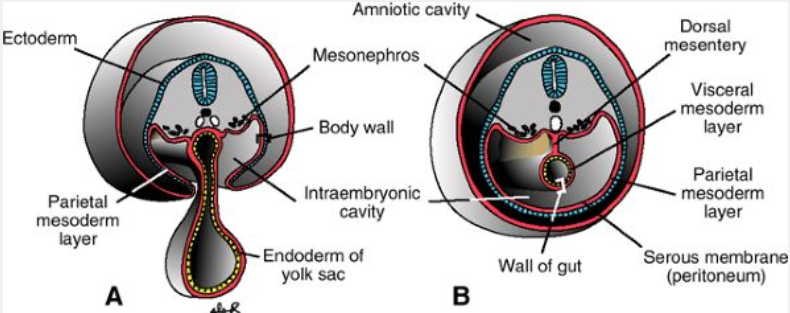 Ectoderm
Mesonephros
Body wall
Intraembryonic
cavity
Parietal
mesoderm
layer
Endoderm of
yolk sac
A
Amniotic cavity
Dorsal
mesentery
Visceral
mesoderm
layer
Parietal
mesoderm
layer
Serous membrane
(peritoneum)
Wall of gut
B